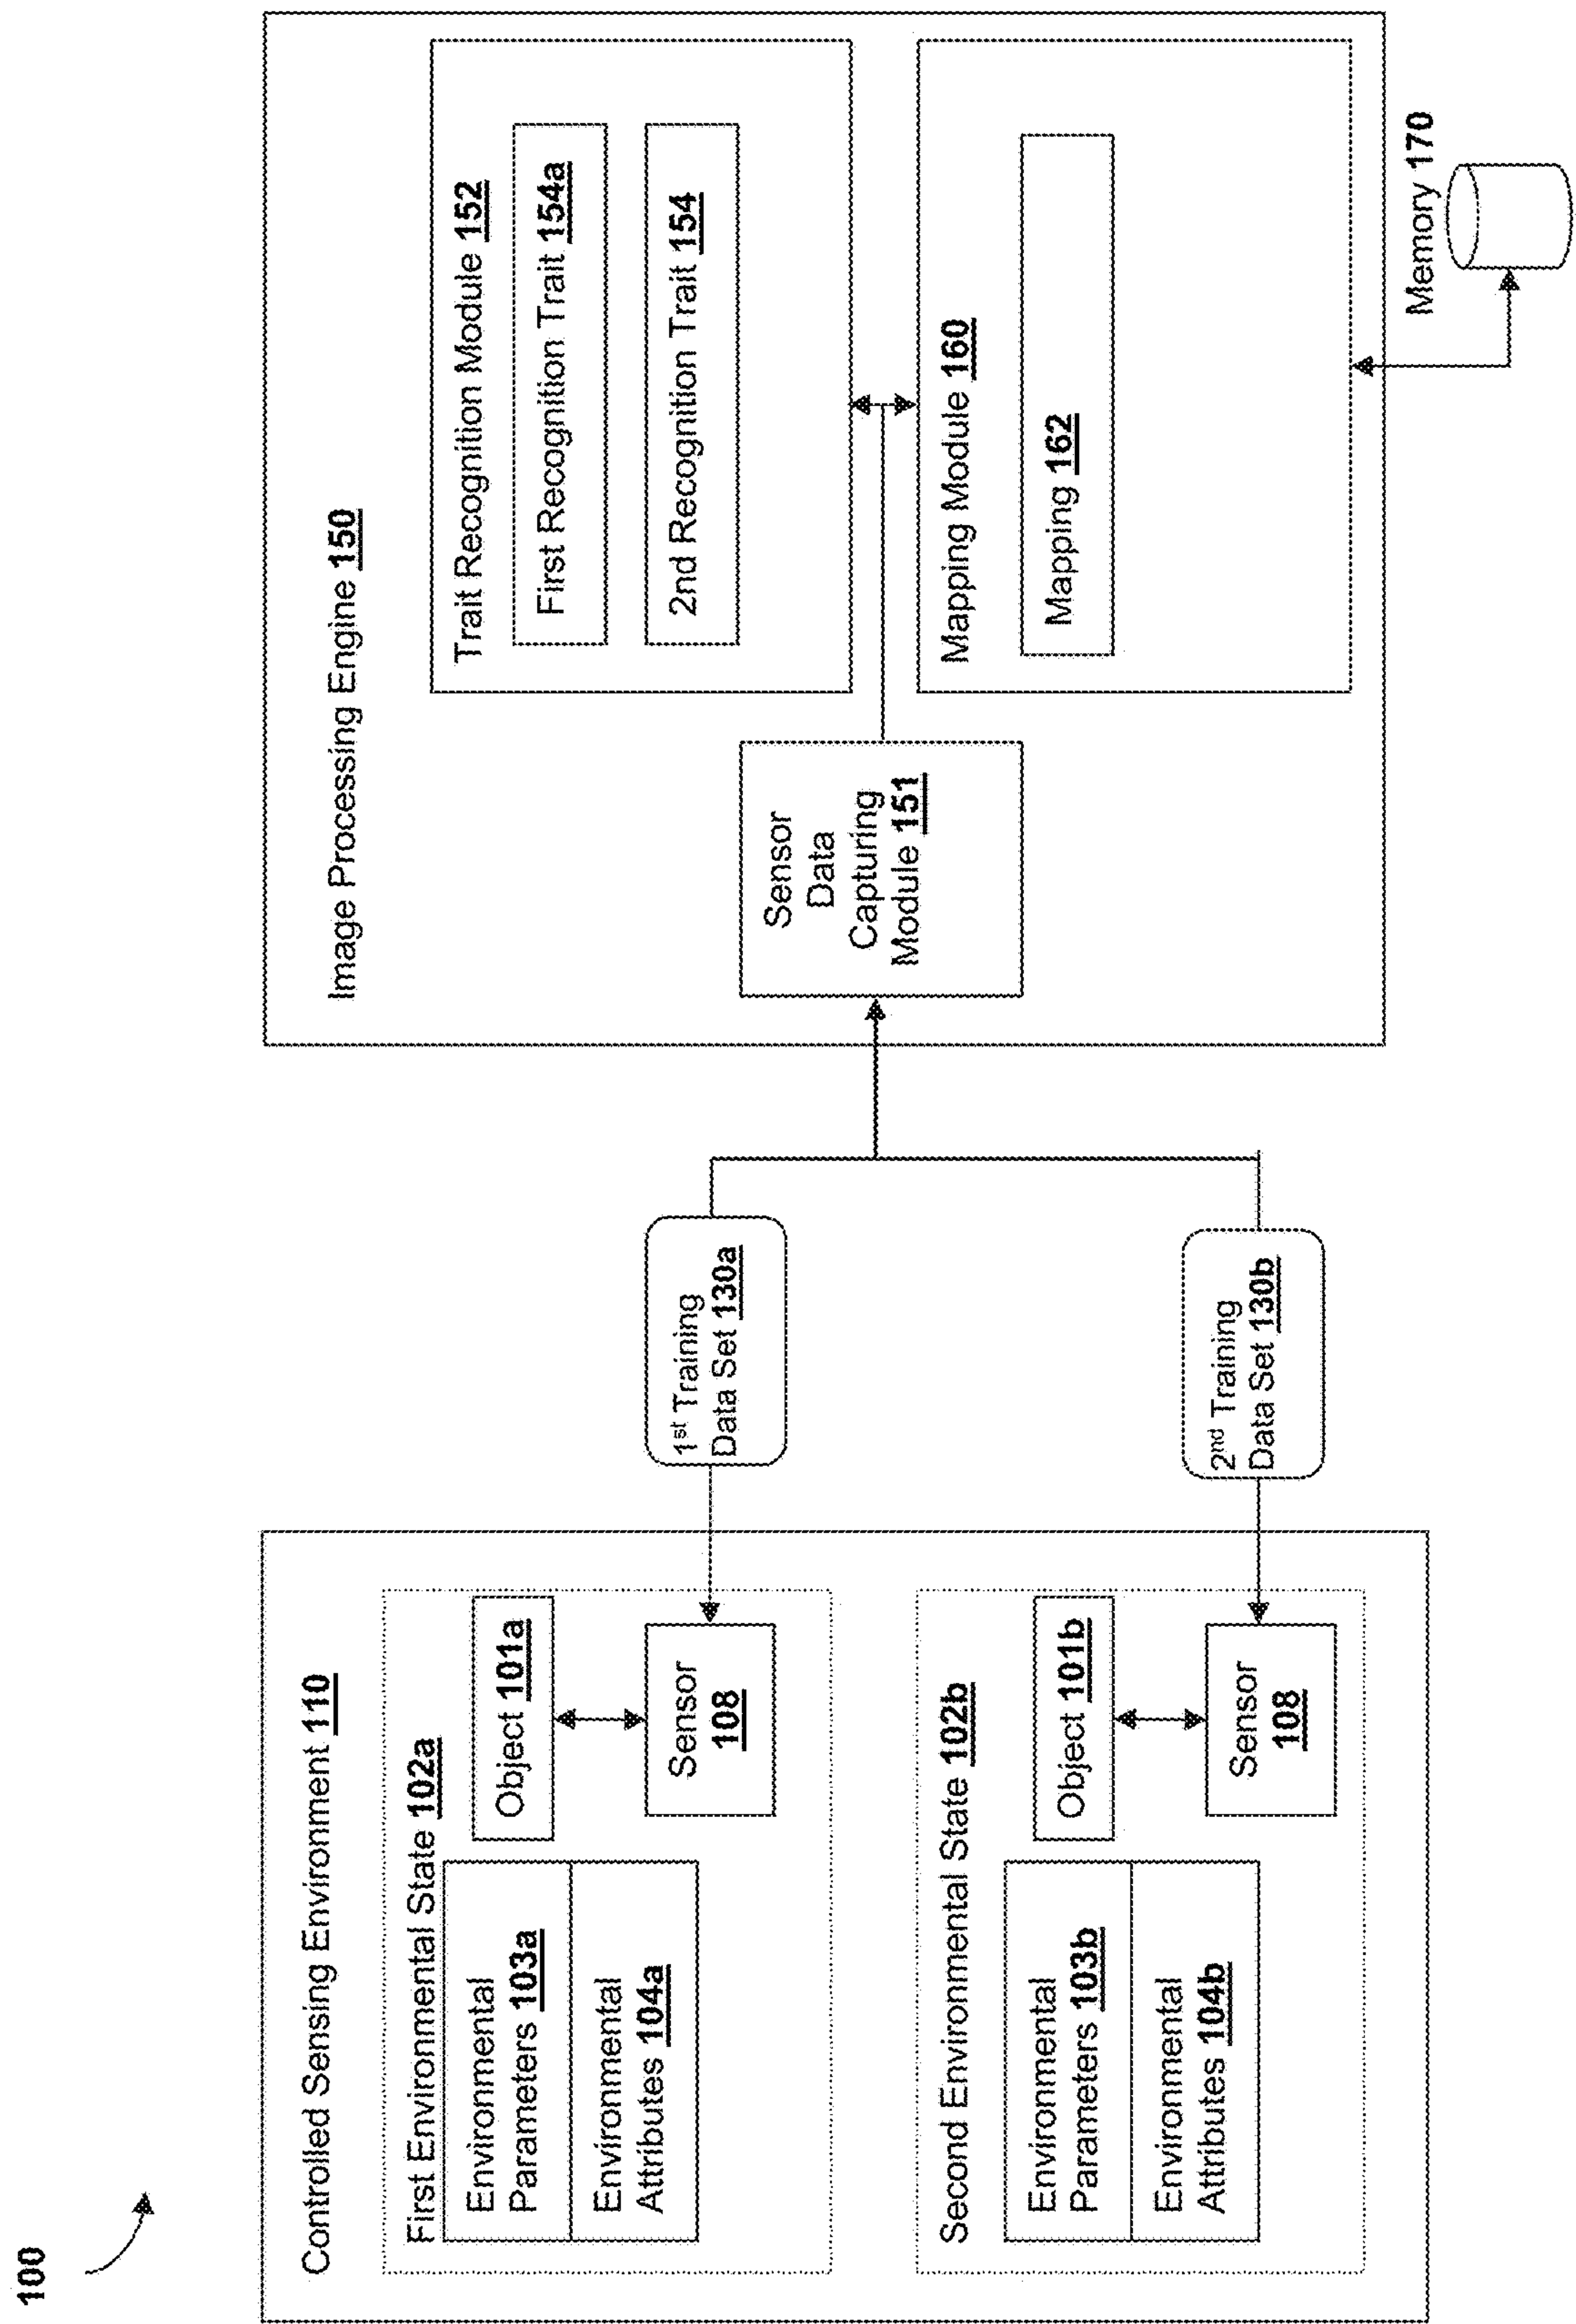 100
Controlled Sensing Environment 110
First Environmental State 102a
Environmental
Parameters 103a
Environmental
Attributes 104a
Object 101a
Sensor
108
Second Environmental State 102b
Environmental
Parameters 103b
Environmental
Attributes 104b
Object 101b
Sensor
108
1st Training
Data Set 130a
2nd Training
Data Set 130b
Image Processing Engine 150
Sensor
Data
Capturing
Module 151
Trait Recognition Module 152
First Recognition Trait 154a
2nd Recognition Trait 154
Mapping Module 160
Mapping 162
Memory 170